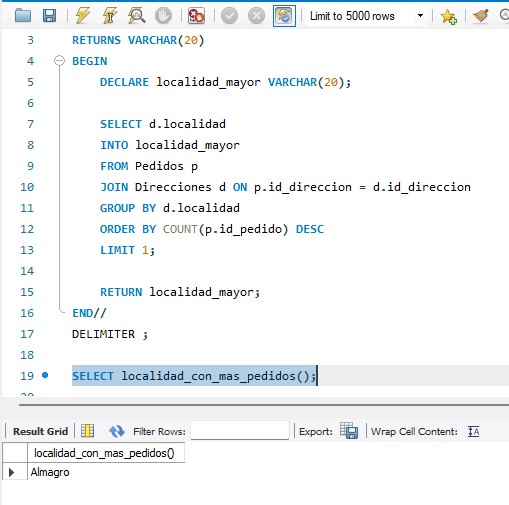 Limit to 5000 rows
3 RETURNS VARCHAR(20)
4 BEGIN
5 DECLARE localidad_mayor VARCHAR(20);
6
7 SELECT d.localidad
8 INTO localidad_mayor
9 FROM Pedidos p
10 JOIN Direcciones d ON p.id_direccion = d.id_direccion
11 GROUP BY d.localidad
12 ORDER BY COUNT(p.id_pedido) DESC
13 LIMIT 1;
14
15 RETURN localidad_mayor;
16 END//
17 DELIMITER ;
18
19 SELECT localidad_con_mas_pedidos();
Result Grid Filter Rows: Export: Wrap Cell Content: IA
localidad_con_mas_pedidos()
Almagro